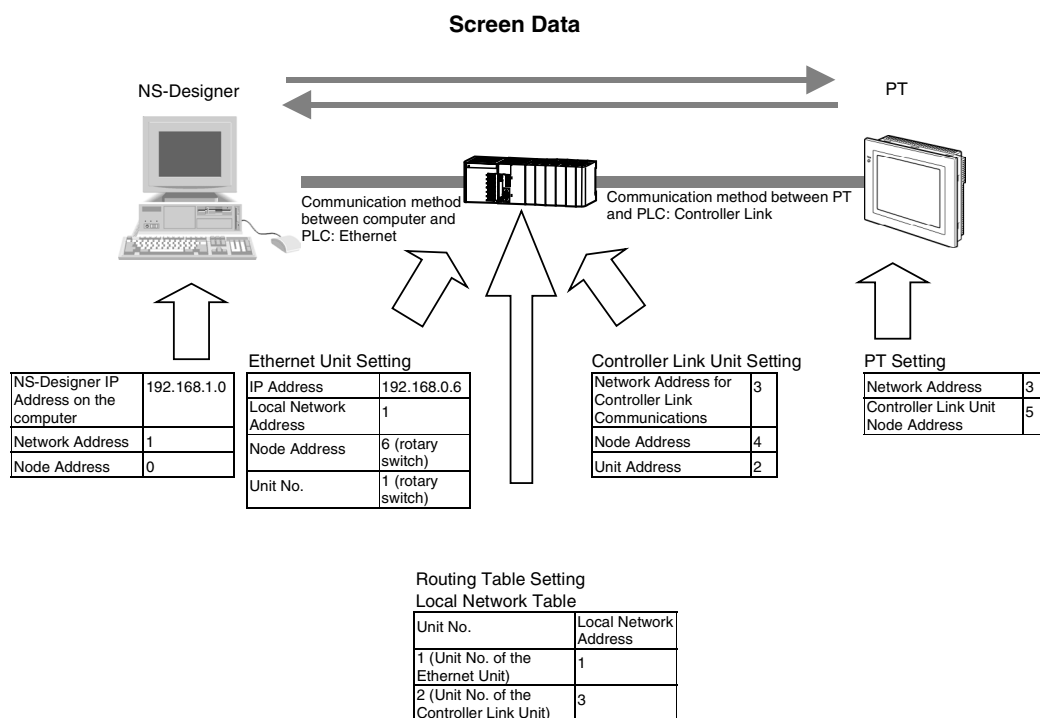 Screen Data
NS-Designer
PT
Communication method
between computer and
PLC: Ethernet
Communication method between PT
and PLC: Controller Link
NS-Designer IP
Address on the
computer
192.168.1.0
Network Address
1
Node Address
0
Ethernet Unit Setting
IP Address
192.168.0.6
Local Network
Address
1
Node Address
6 (rotary
switch)
Unit No.
1 (rotary
switch)
Controller Link Unit Setting
Network Address for
Controller Link
Communications
3
Node Address
4
Unit Address
2
PT Setting
Network Address
3
Controller Link Unit
Node Address
5
Routing Table Setting
Local Network Table
Unit No.
Local Network
Address
1 (Unit No. of the
Ethernet Unit)
1
2 (Unit No. of the
Controller Link Unit)
3